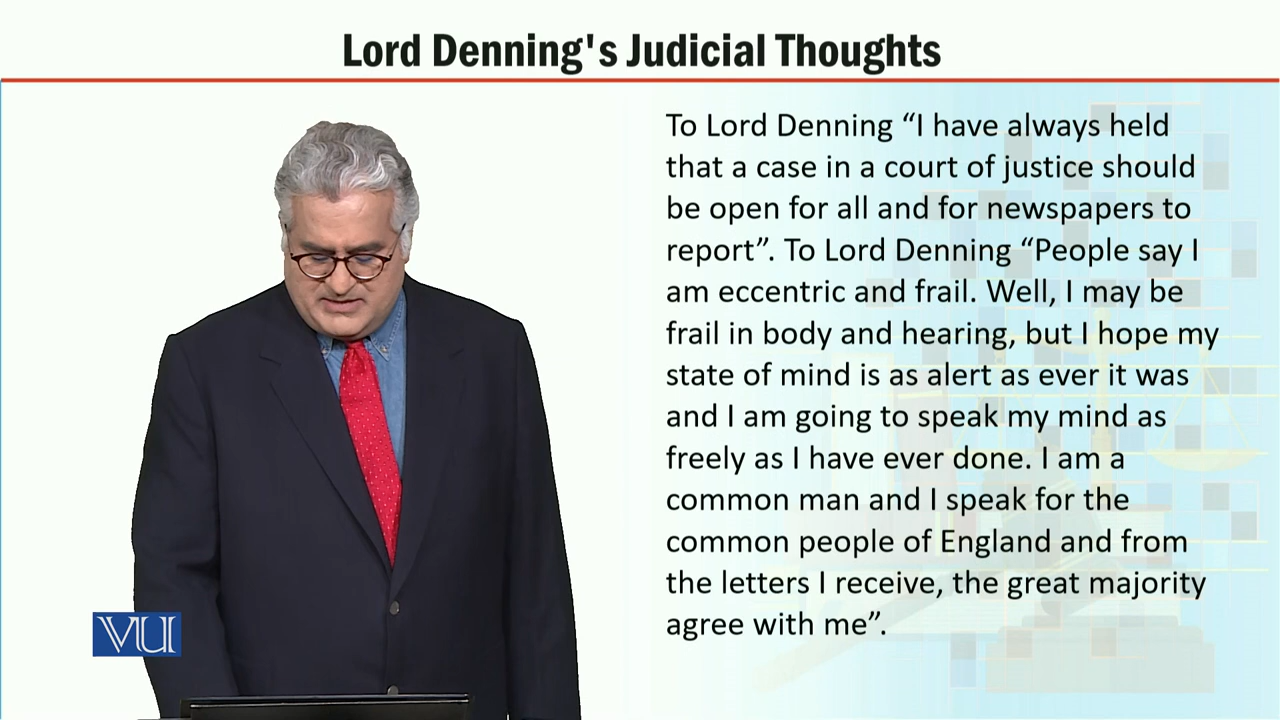 Lord Denning's Judicial Thoughts
To Lord Denning “I have always held
that a case in a court of justice should
be open for all and for newspapers to
report”. To Lord Denning “People say I
am eccentric and frail. Well, I may be
frail in body and hearing, but I hope my
state of mind is as alert as ever it was
and I am going to speak my mind as
freely as I have ever done. I am a
common man and I speak for the
common people of England and from
the letters I receive, the great majority
agree with me”.
VU